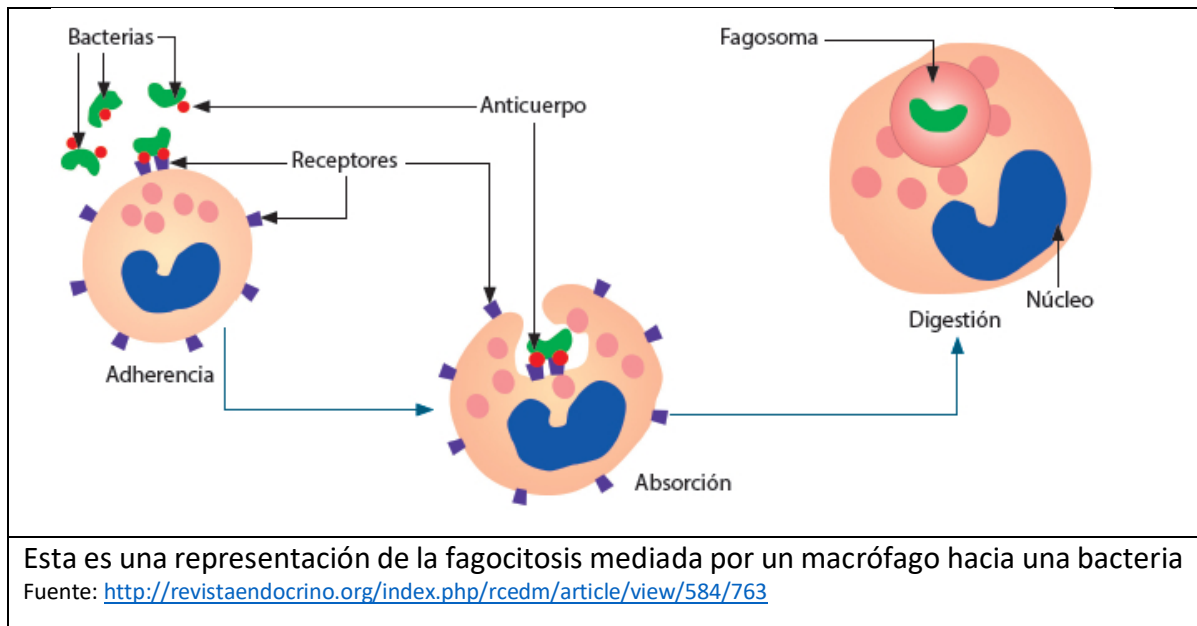 Bacterias
Fagosoma
Anticuerpo
Receptores
Núcleo
Digestión
Adherencia
Absorción
Esta es una representación de la fagocitosis mediada por un macrófago hacia una bacteria
Fuente: http://revistaendocrino.org/index.php/rcedm/article/view/584/763